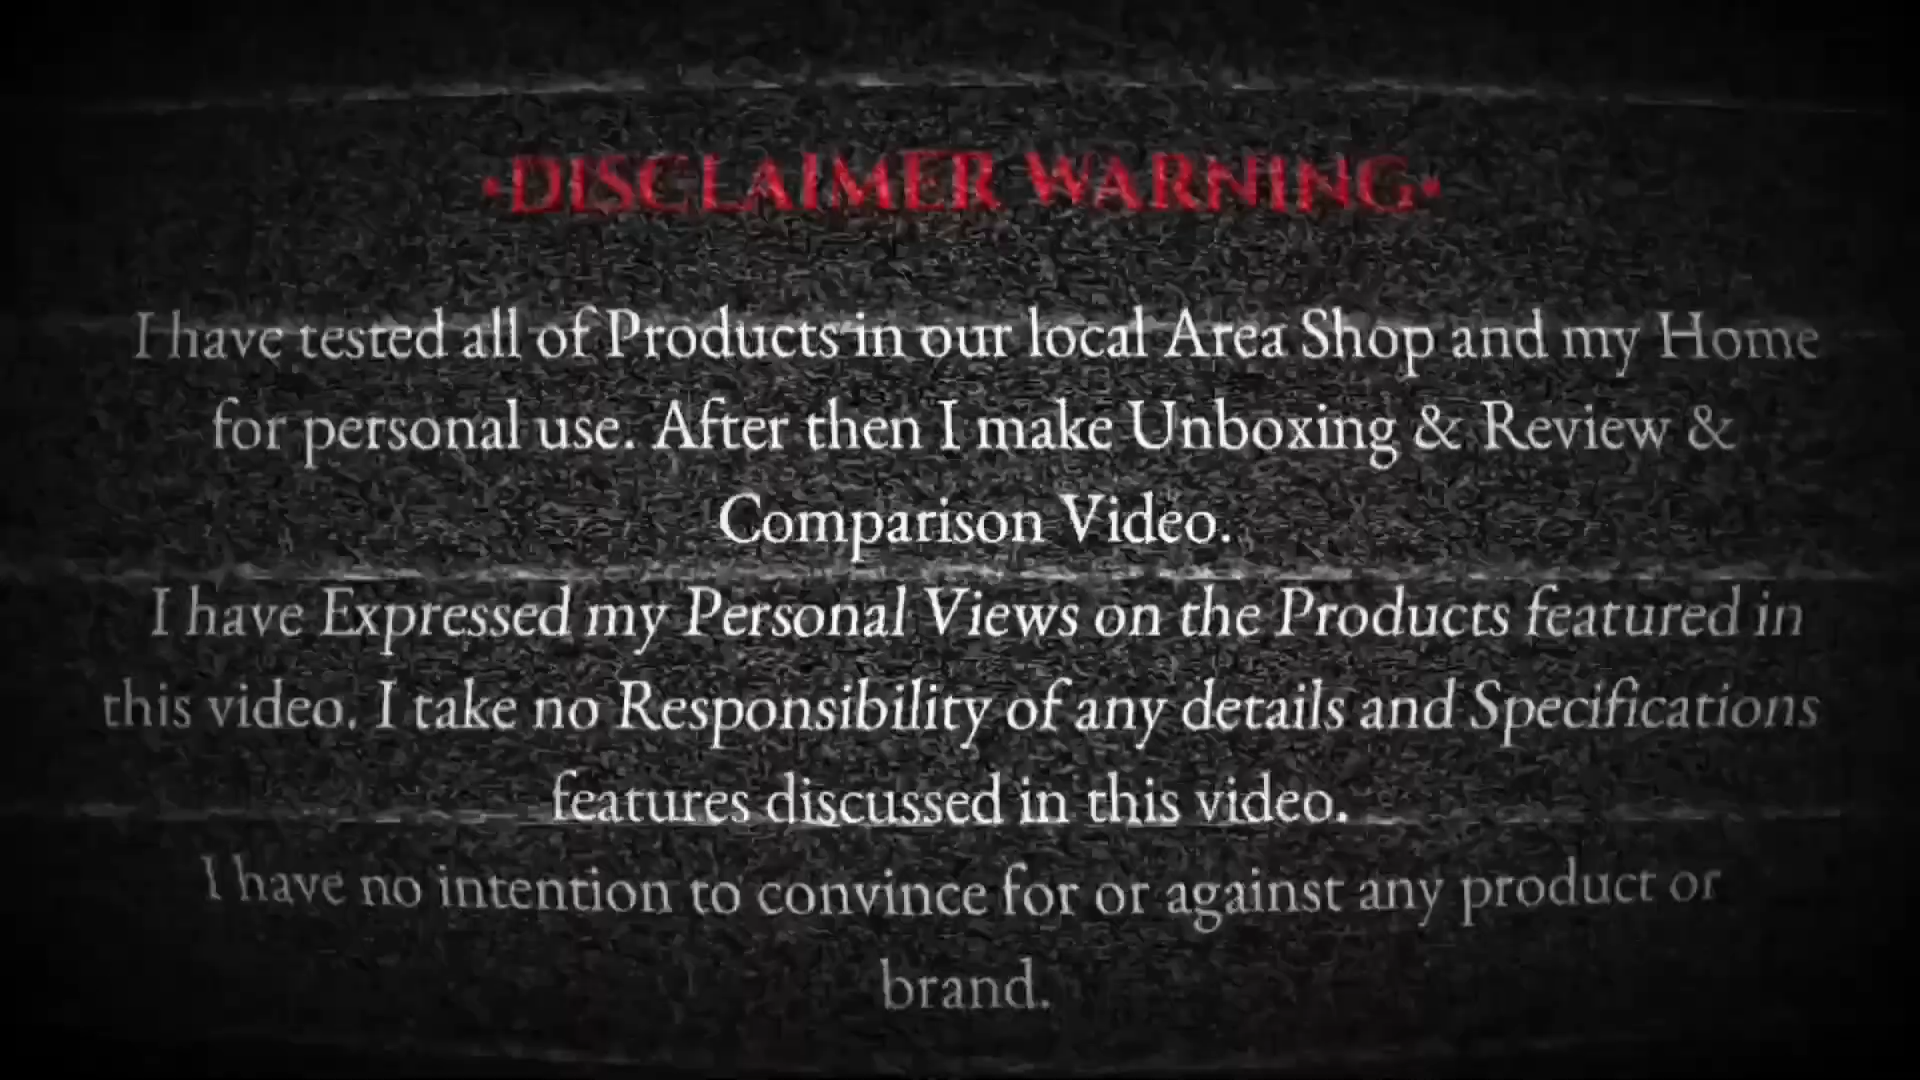 •DISCLAIMER WARNING•
I have tested all of Products in our local Area Shop and my Home
for personal use. After then I make Unboxing & Review &
Comparison Video.
I have Expressed my Personal Views on the Products featured in
this video. I take no Responsibility of any details and Specifications
features discussed in this video.
I have no intention to convince for or against any product or
brand.